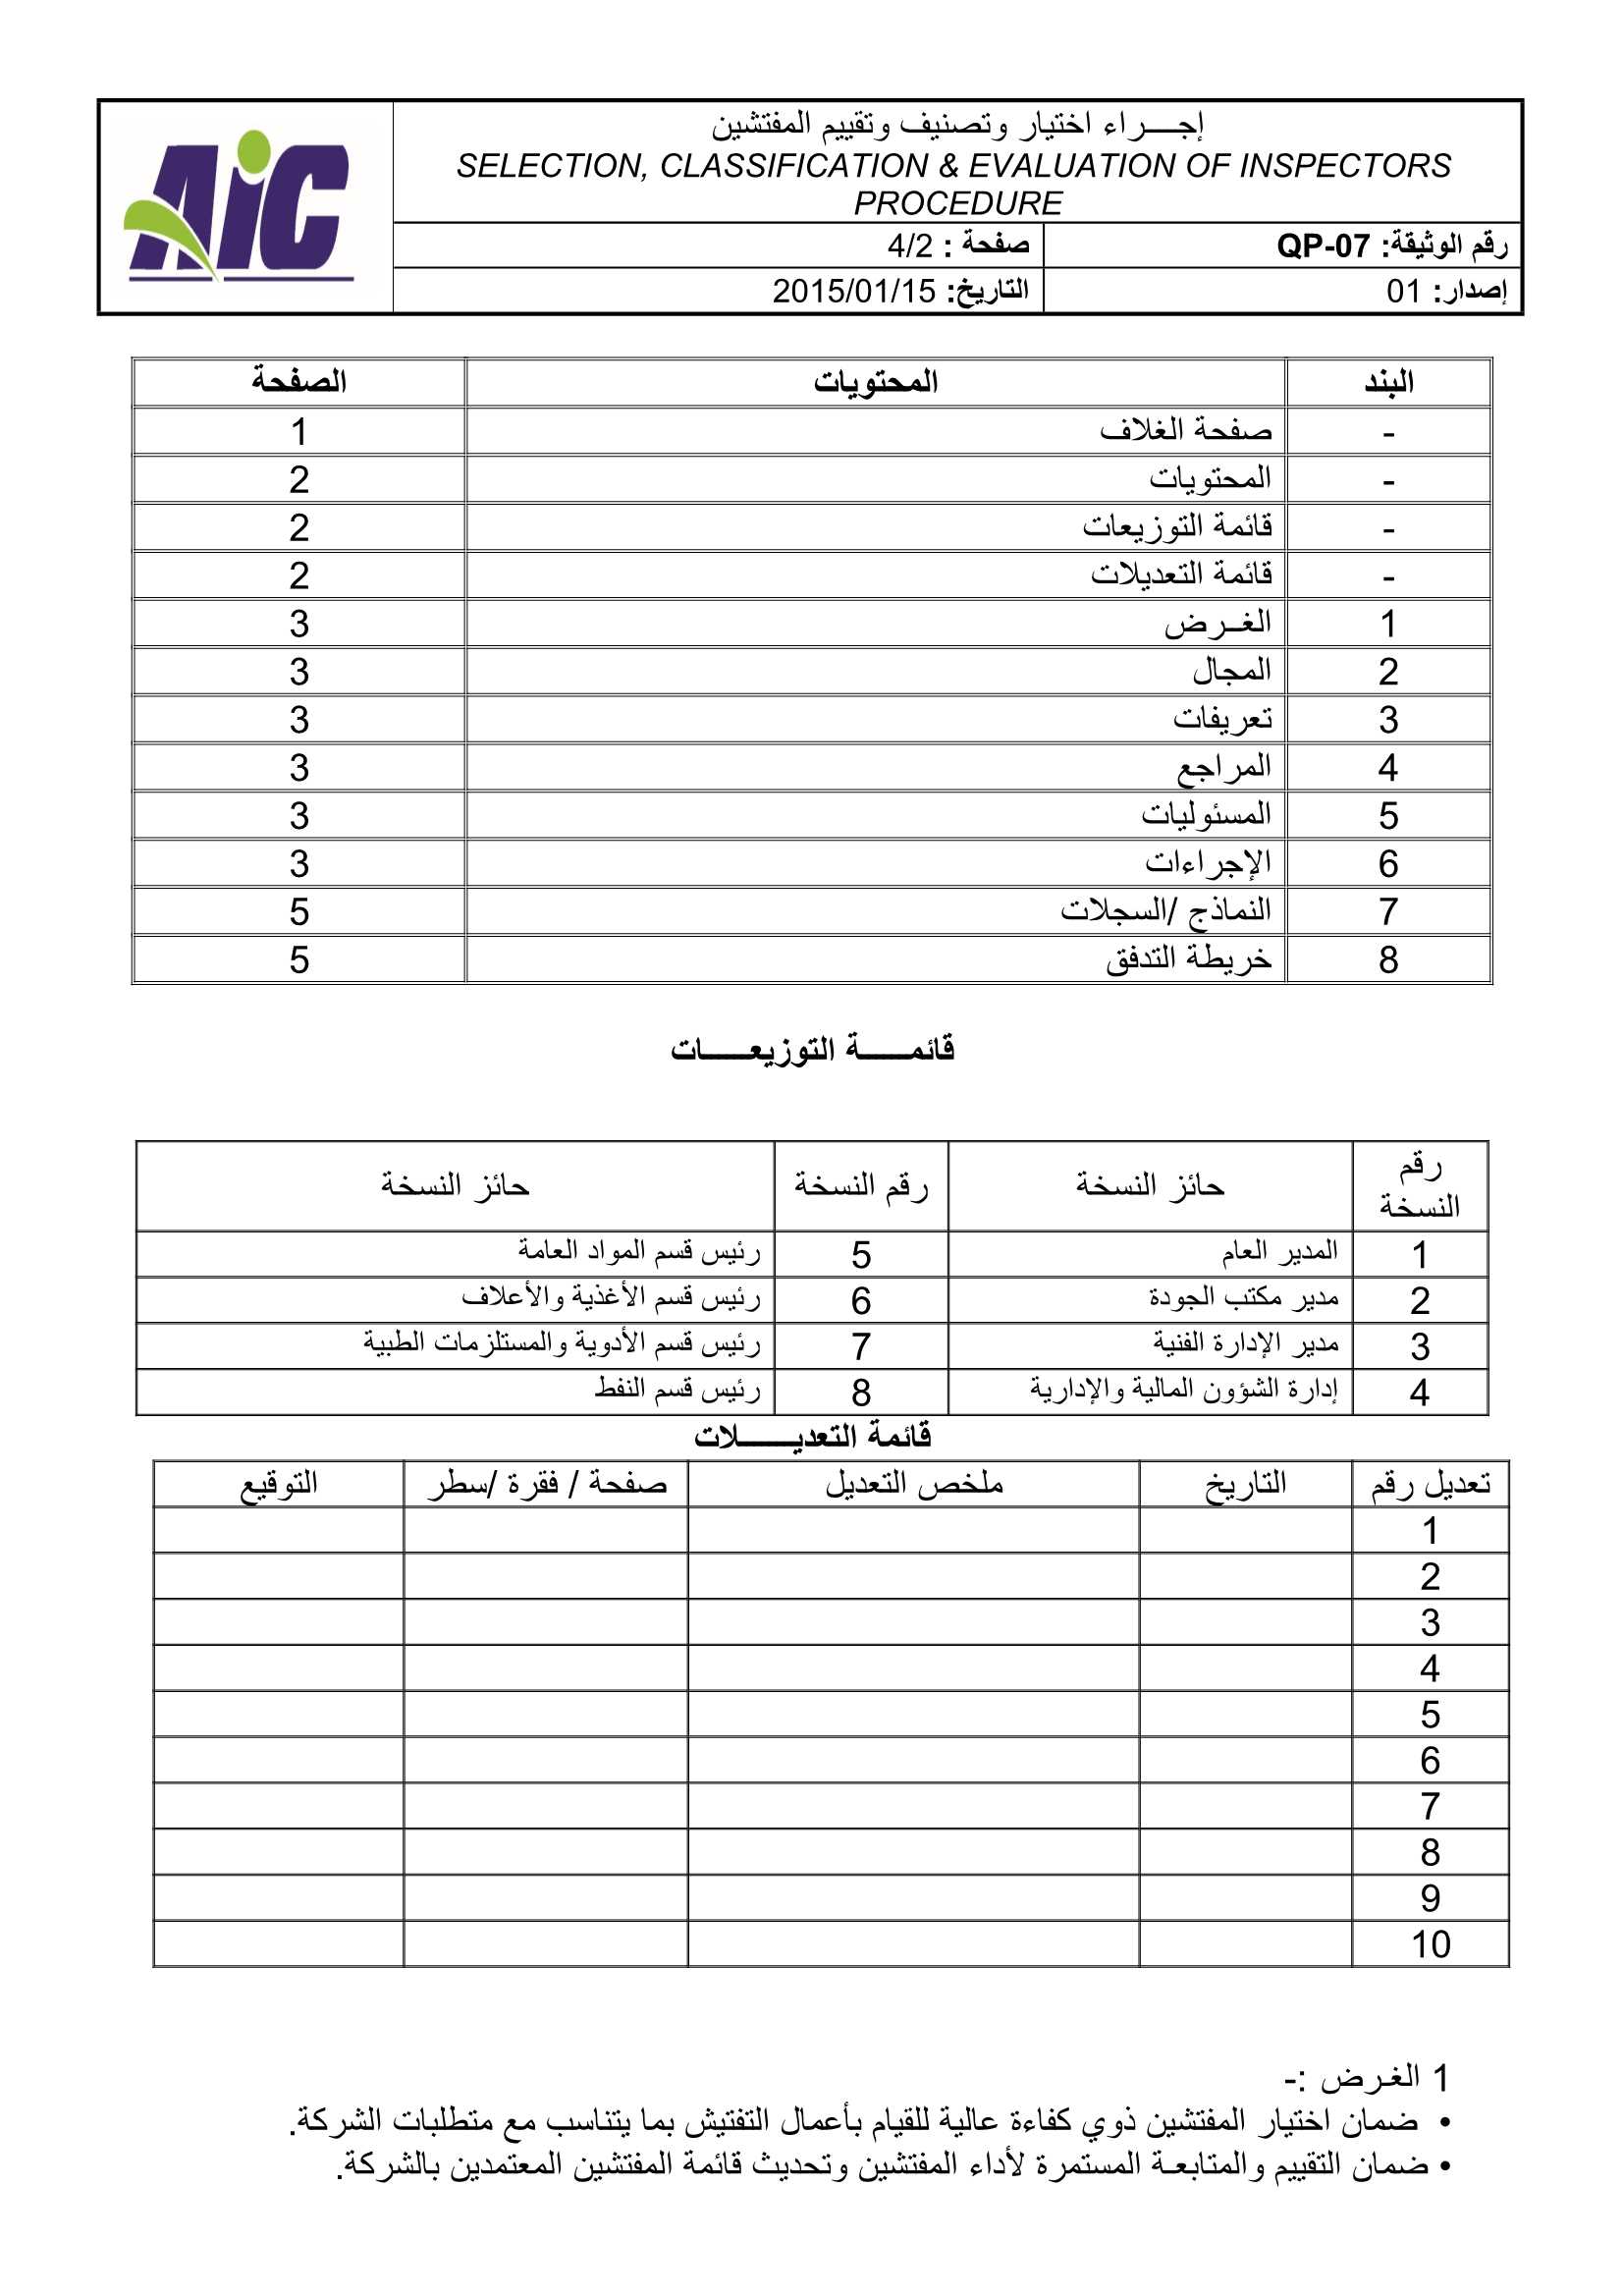 AIC
إجــــراء اختيار وتصنيف وتقييم المفتشين
SELECTION, CLASSIFICATION & EVALUATION OF INSPECTORS
PROCEDURE
رقم الوثيقة: QP-07 صفحة : 4/2
إصدار: 01 التاريخ: 2015/01/15
البند المحتويات الصفحة
- صفحة الغلاف 1
- المحتويات 2
- قائمة التوزيعات 2
- قائمة التعديلات 2
1 الغــرض 3
2 المجال 3
3 تعريفات 3
4 المراجع 3
5 المسئوليات 3
6 الإجراءات 3
7 النماذج /السجلات 5
8 خريطة التدفق 5
قائمــــــة التوزيعــــــات
رقم النسخة حائز النسخة رقم النسخة حائز النسخة
1 المدير العام 5 رئيس قسم المواد العامة
2 مدير مكتب الجودة 6 رئيس قسم الأغذية والأعلاف
3 مدير الإدارة الفنية 7 رئيس قسم الأدوية والمستلزمات الطبية
4 إدارة الشؤون المالية والإدارية 8 رئيس قسم النفط
قائمة التعديـــــــلات
تعديل رقم التاريخ ملخص التعديل صفحة / فقرة /سطر التوقيع
1
2
3
4
5
6
7
8
9
10
1 الغـرض :-
• ضمان اختيار المفتشين ذوي كفاءة عالية للقيام بأعمال التفتيش بما يتناسب مع متطلبات الشركة.
• ضمان التقييم والمتابعـة المستمرة لأداء المفتشين وتحديث قائمة المفتشين المعتمدين بالشركة.